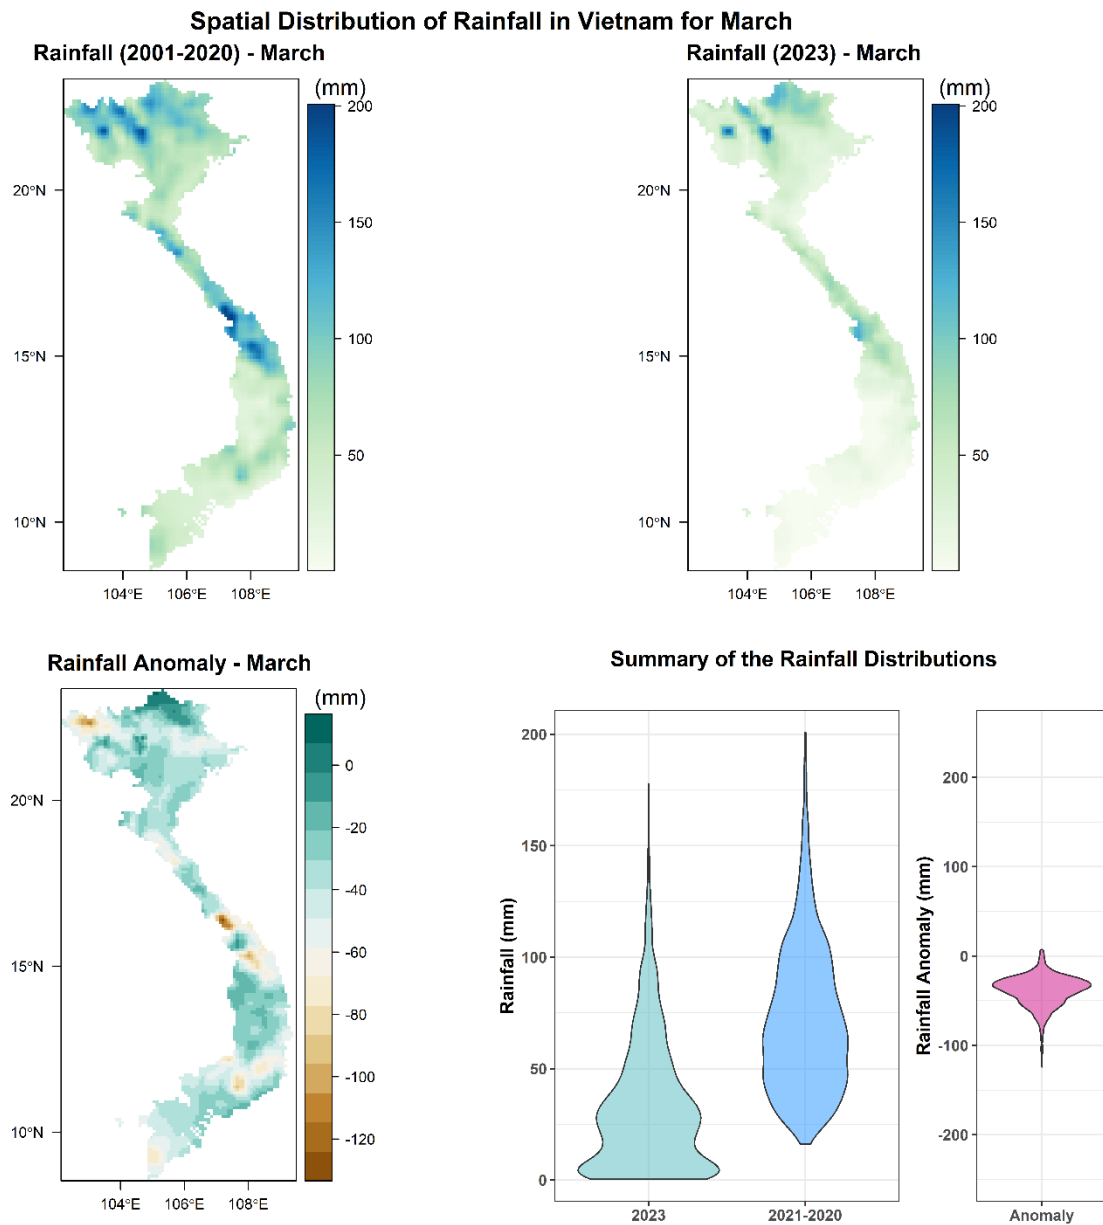 Spatial Distribution of Rainfall in Vietnam for March
Rainfall (2001-2020) - March
(mm)
200
150
100
50
20°N
15°N
10°N
104°E 106°E 108°E
Rainfall (2023) - March
(mm)
200
150
100
50
20°N
15°N
10°N
104°E 106°E 108°E
Rainfall Anomaly - March
(mm)
0
-20
-40
-60
-80
-100
-120
20°N
15°N
10°N
104°E 106°E 108°E
Summary of the Rainfall Distributions
Rainfall (mm)
200
150
100
50
0
2023 2021-2020
Rainfall Anomaly (mm)
200
100
0
-100
-200
Anomaly